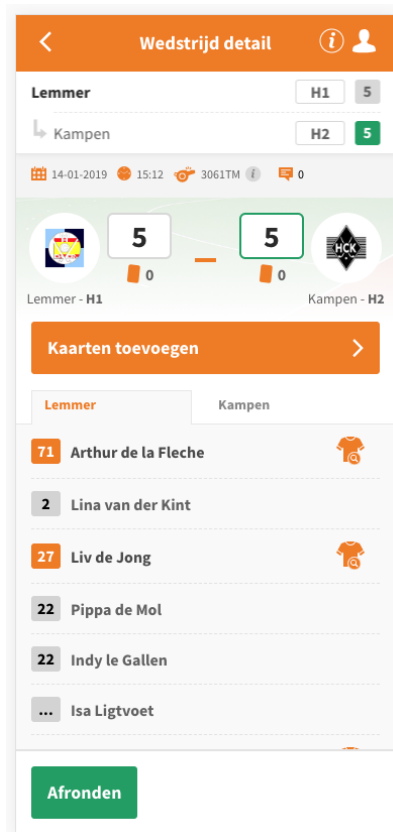 Wedstrijd detail i
Lemmer H1 5
Kampen H2 5
14-01-2019 15:12 3061TM i 0
5 – 5
HCK
0 0
Lemmer - H1 Kampen - H2
Kaarten toevoegen
Lemmer Kampen
71 Arthur de la Fleche
2 Lina van der Kint
27 Liv de Jong
22 Pippa de Mol
22 Indy le Gallen
... Isa Ligtvoet
Afronden